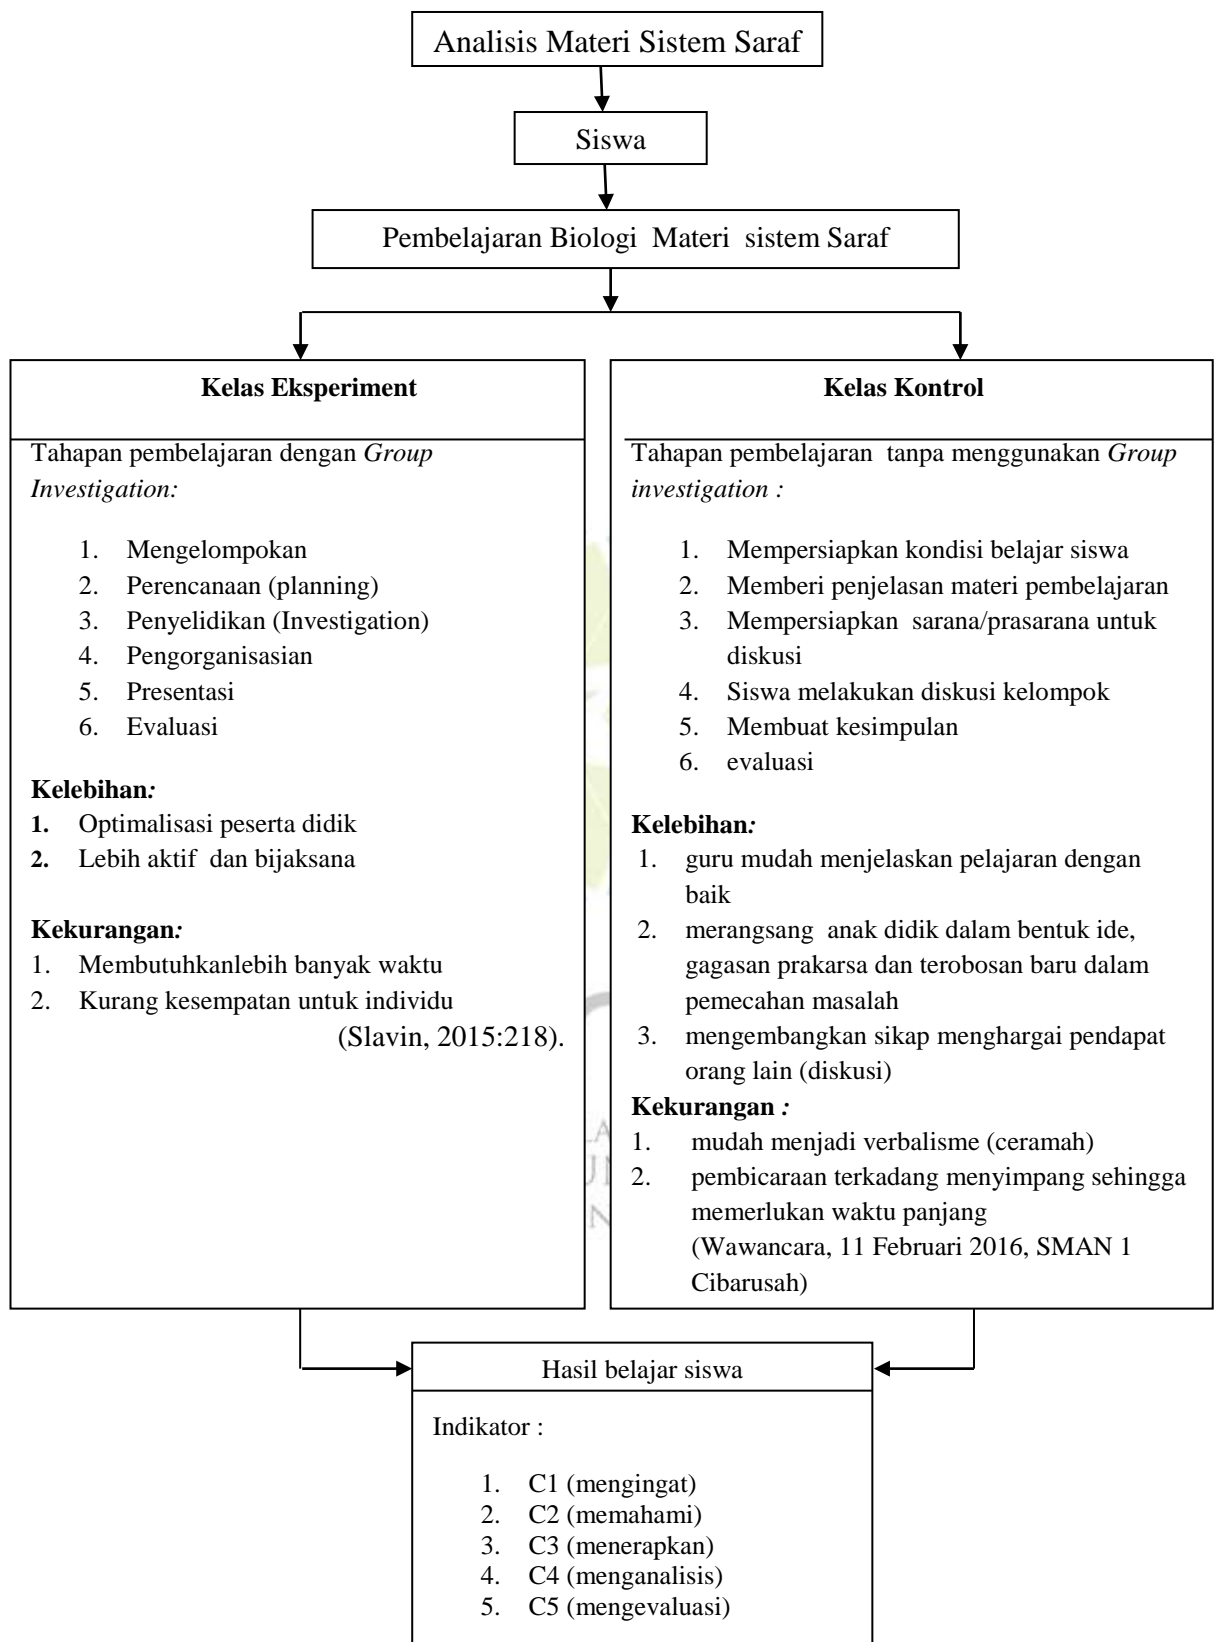 Analisis Materi Sistem Saraf
Siswa
Pembelajaran Biologi Materi sistem Saraf
Kelas Eksperiment
Tahapan pembelajaran dengan Group
Investigation:
1. Mengelompokan
2. Perencanaan (planning)
3. Penyelidikan (Investigation)
4. Pengorganisasian
5. Presentasi
6. Evaluasi
Kelebihan:
1. Optimalisasi peserta didik
2. Lebih aktif dan bijaksana
Kekurangan:
1. Membutuhkanlebih banyak waktu
2. Kurang kesempatan untuk individu
(Slavin, 2015:218).
Kelas Kontrol
Tahapan pembelajaran tanpa menggunakan Group
investigation :
1. Mempersiapkan kondisi belajar siswa
2. Memberi penjelasan materi pembelajaran
3. Mempersiapkan sarana/prasarana untuk
diskusi
4. Siswa melakukan diskusi kelompok
5. Membuat kesimpulan
6. evaluasi
Kelebihan:
1. guru mudah menjelaskan pelajaran dengan
baik
2. merangsang anak didik dalam bentuk ide,
gagasan prakarsa dan terobosan baru dalam
pemecahan masalah
3. mengembangkan sikap menghargai pendapat
orang lain (diskusi)
Kekurangan :
1. mudah menjadi verbalisme (ceramah)
2. pembicaraan terkadang menyimpang sehingga
memerlukan waktu panjang
(Wawancara, 11 Februari 2016, SMAN 1
Cibarusah)
Hasil belajar siswa
Indikator :
1. C1 (mengingat)
2. C2 (memahami)
3. C3 (menerapkan)
4. C4 (menganalisis)
5. C5 (mengevaluasi)